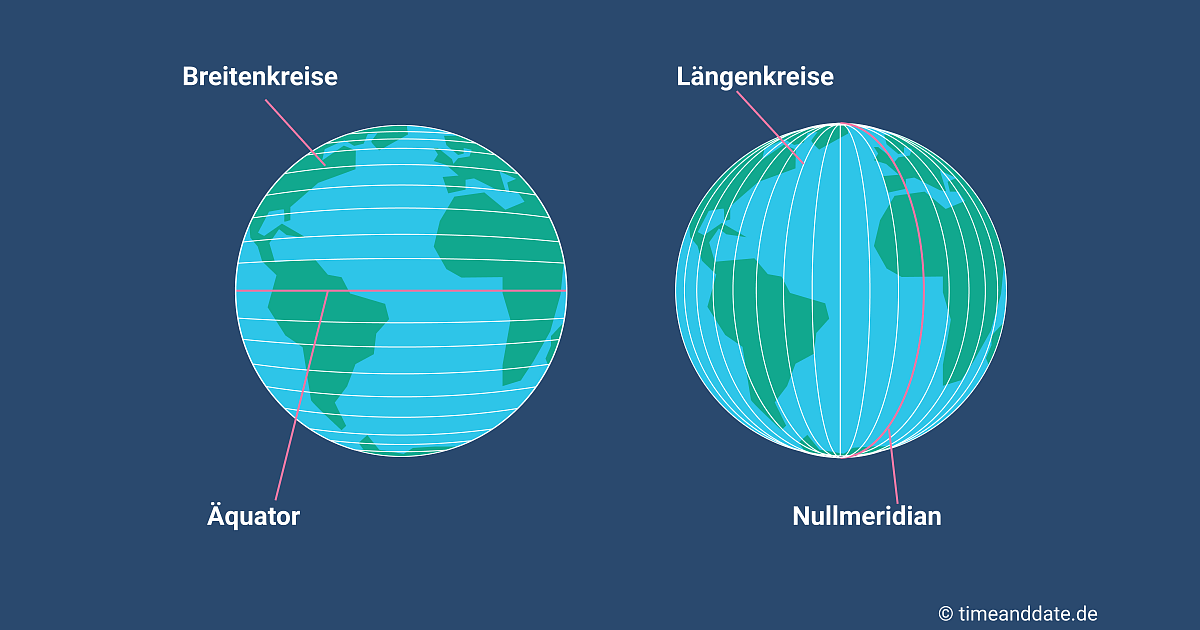 Breitenkreise
Längenkreise
Äquator
Nullmeridian
© timeanddate.de